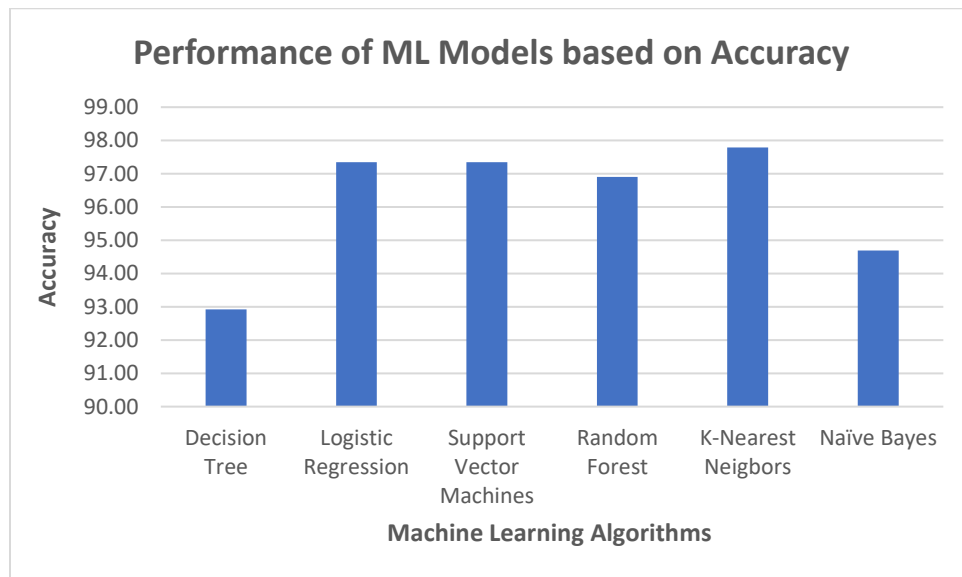 Performance of ML Models based on Accuracy
99.00
98.00
97.00
96.00
95.00
94.00
93.00
92.00
91.00
90.00
Accuracy
Decision
Tree
Logistic
Regression
Support
Vector
Machines
Random
Forest
K-Nearest
Neigbors
Naïve Bayes
Machine Learning Algorithms